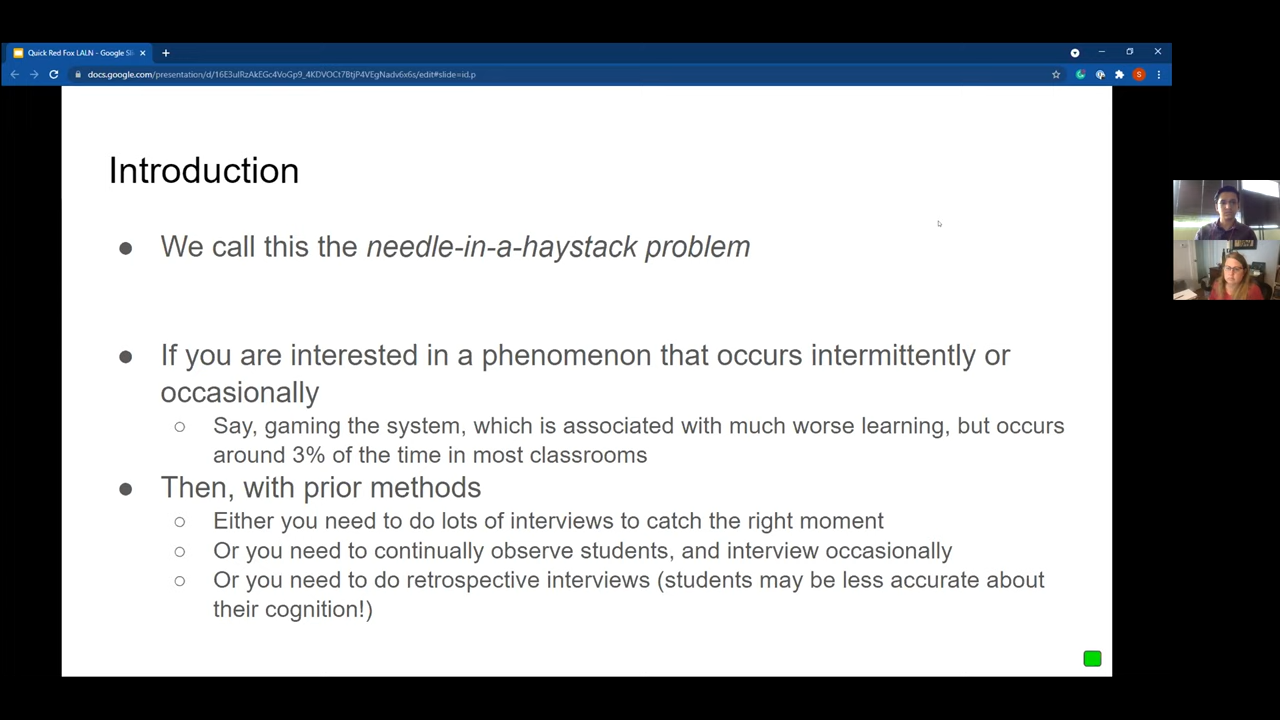 Quick Red Fox LALN - Google Sli
docs.google.com/presentation/d/16E3uIRzAkEGc4VoGp9_4KDVOCt7BtjP4VEgNadv6x6s/edit#slide=id.p
S
Introduction
● We call this the needle-in-a-haystack problem
● If you are interested in a phenomenon that occurs intermittently or
occasionally
○ Say, gaming the system, which is associated with much worse learning, but occurs
around 3% of the time in most classrooms
● Then, with prior methods
○ Either you need to do lots of interviews to catch the right moment
○ Or you need to continually observe students, and interview occasionally
○ Or you need to do retrospective interviews (students may be less accurate about
their cognition!)